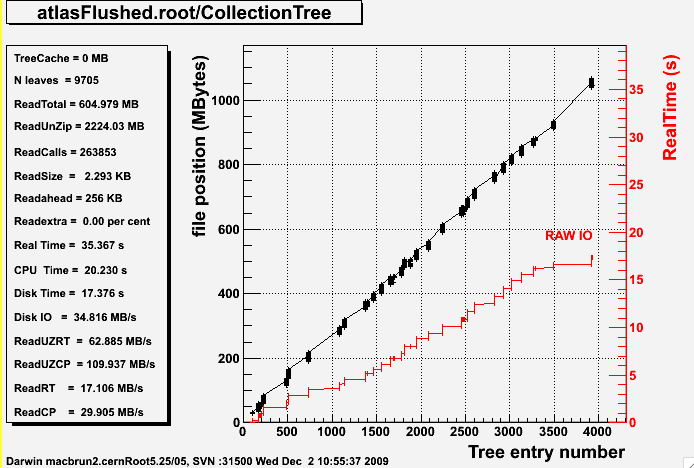 atlasFlushed.root/CollectionTree
TreeCache = 0 MB
N leaves = 9705
ReadTotal = 604.979 MB
ReadUnZip = 2224.03 MB
ReadCalls = 263853
ReadSize = 2.293 KB
Readahead = 256 KB
Readextra = 0.00 per cent
Real Time = 35.367 s
CPU Time = 20.230 s
Disk Time = 17.376 s
Disk IO = 34.816 MB/s
ReadUZRT = 62.885 MB/s
ReadUZCP = 109.937 MB/s
ReadRT = 17.106 MB/s
ReadCP = 29.905 MB/s
file position (MBytes)
1000
800
600
400
200
0
RealTime (s)
35
30
25
20
15
10
5
0
RAW IO
0 500 1000 1500 2000 2500 3000 3500 4000
Tree entry number
Darwin macbrun2.cernRoot5.25/05, SVN :31500 Wed Dec 2 10:55:37 2009